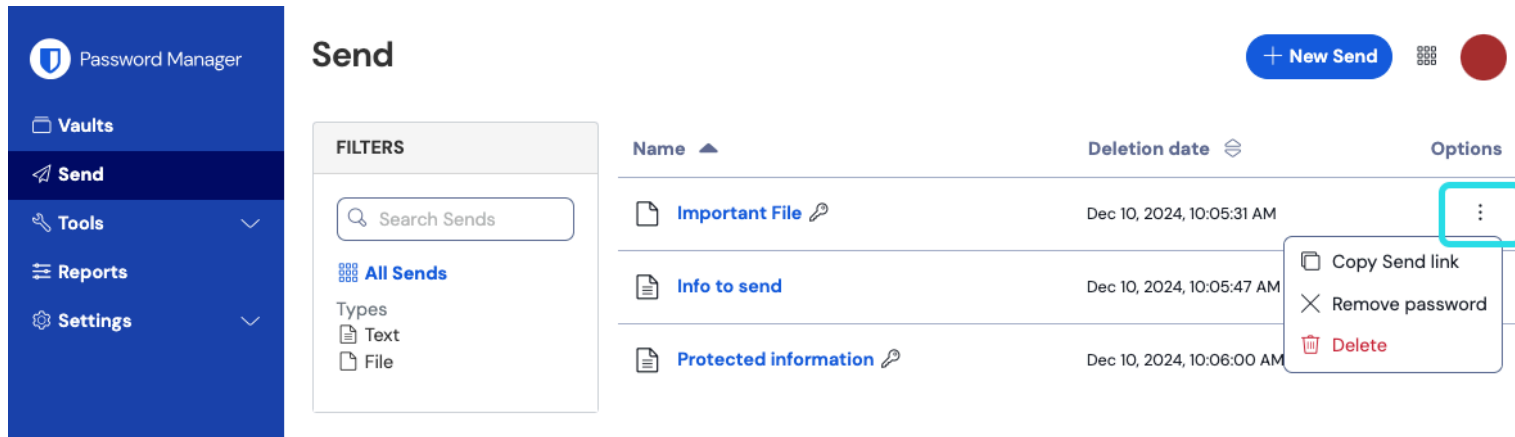 Password Manager
Vaults
Send
Tools
Reports
Settings
Send
New Send
FILTERS
Search Sends
All Sends
Types
Text
File
Name Deletion date Options
Important File Dec 10, 2024, 10:05:31 AM
Info to send Dec 10, 2024, 10:05:47 AM
Protected information Dec 10, 2024, 10:06:00 AM
Copy Send link
Remove password
Delete